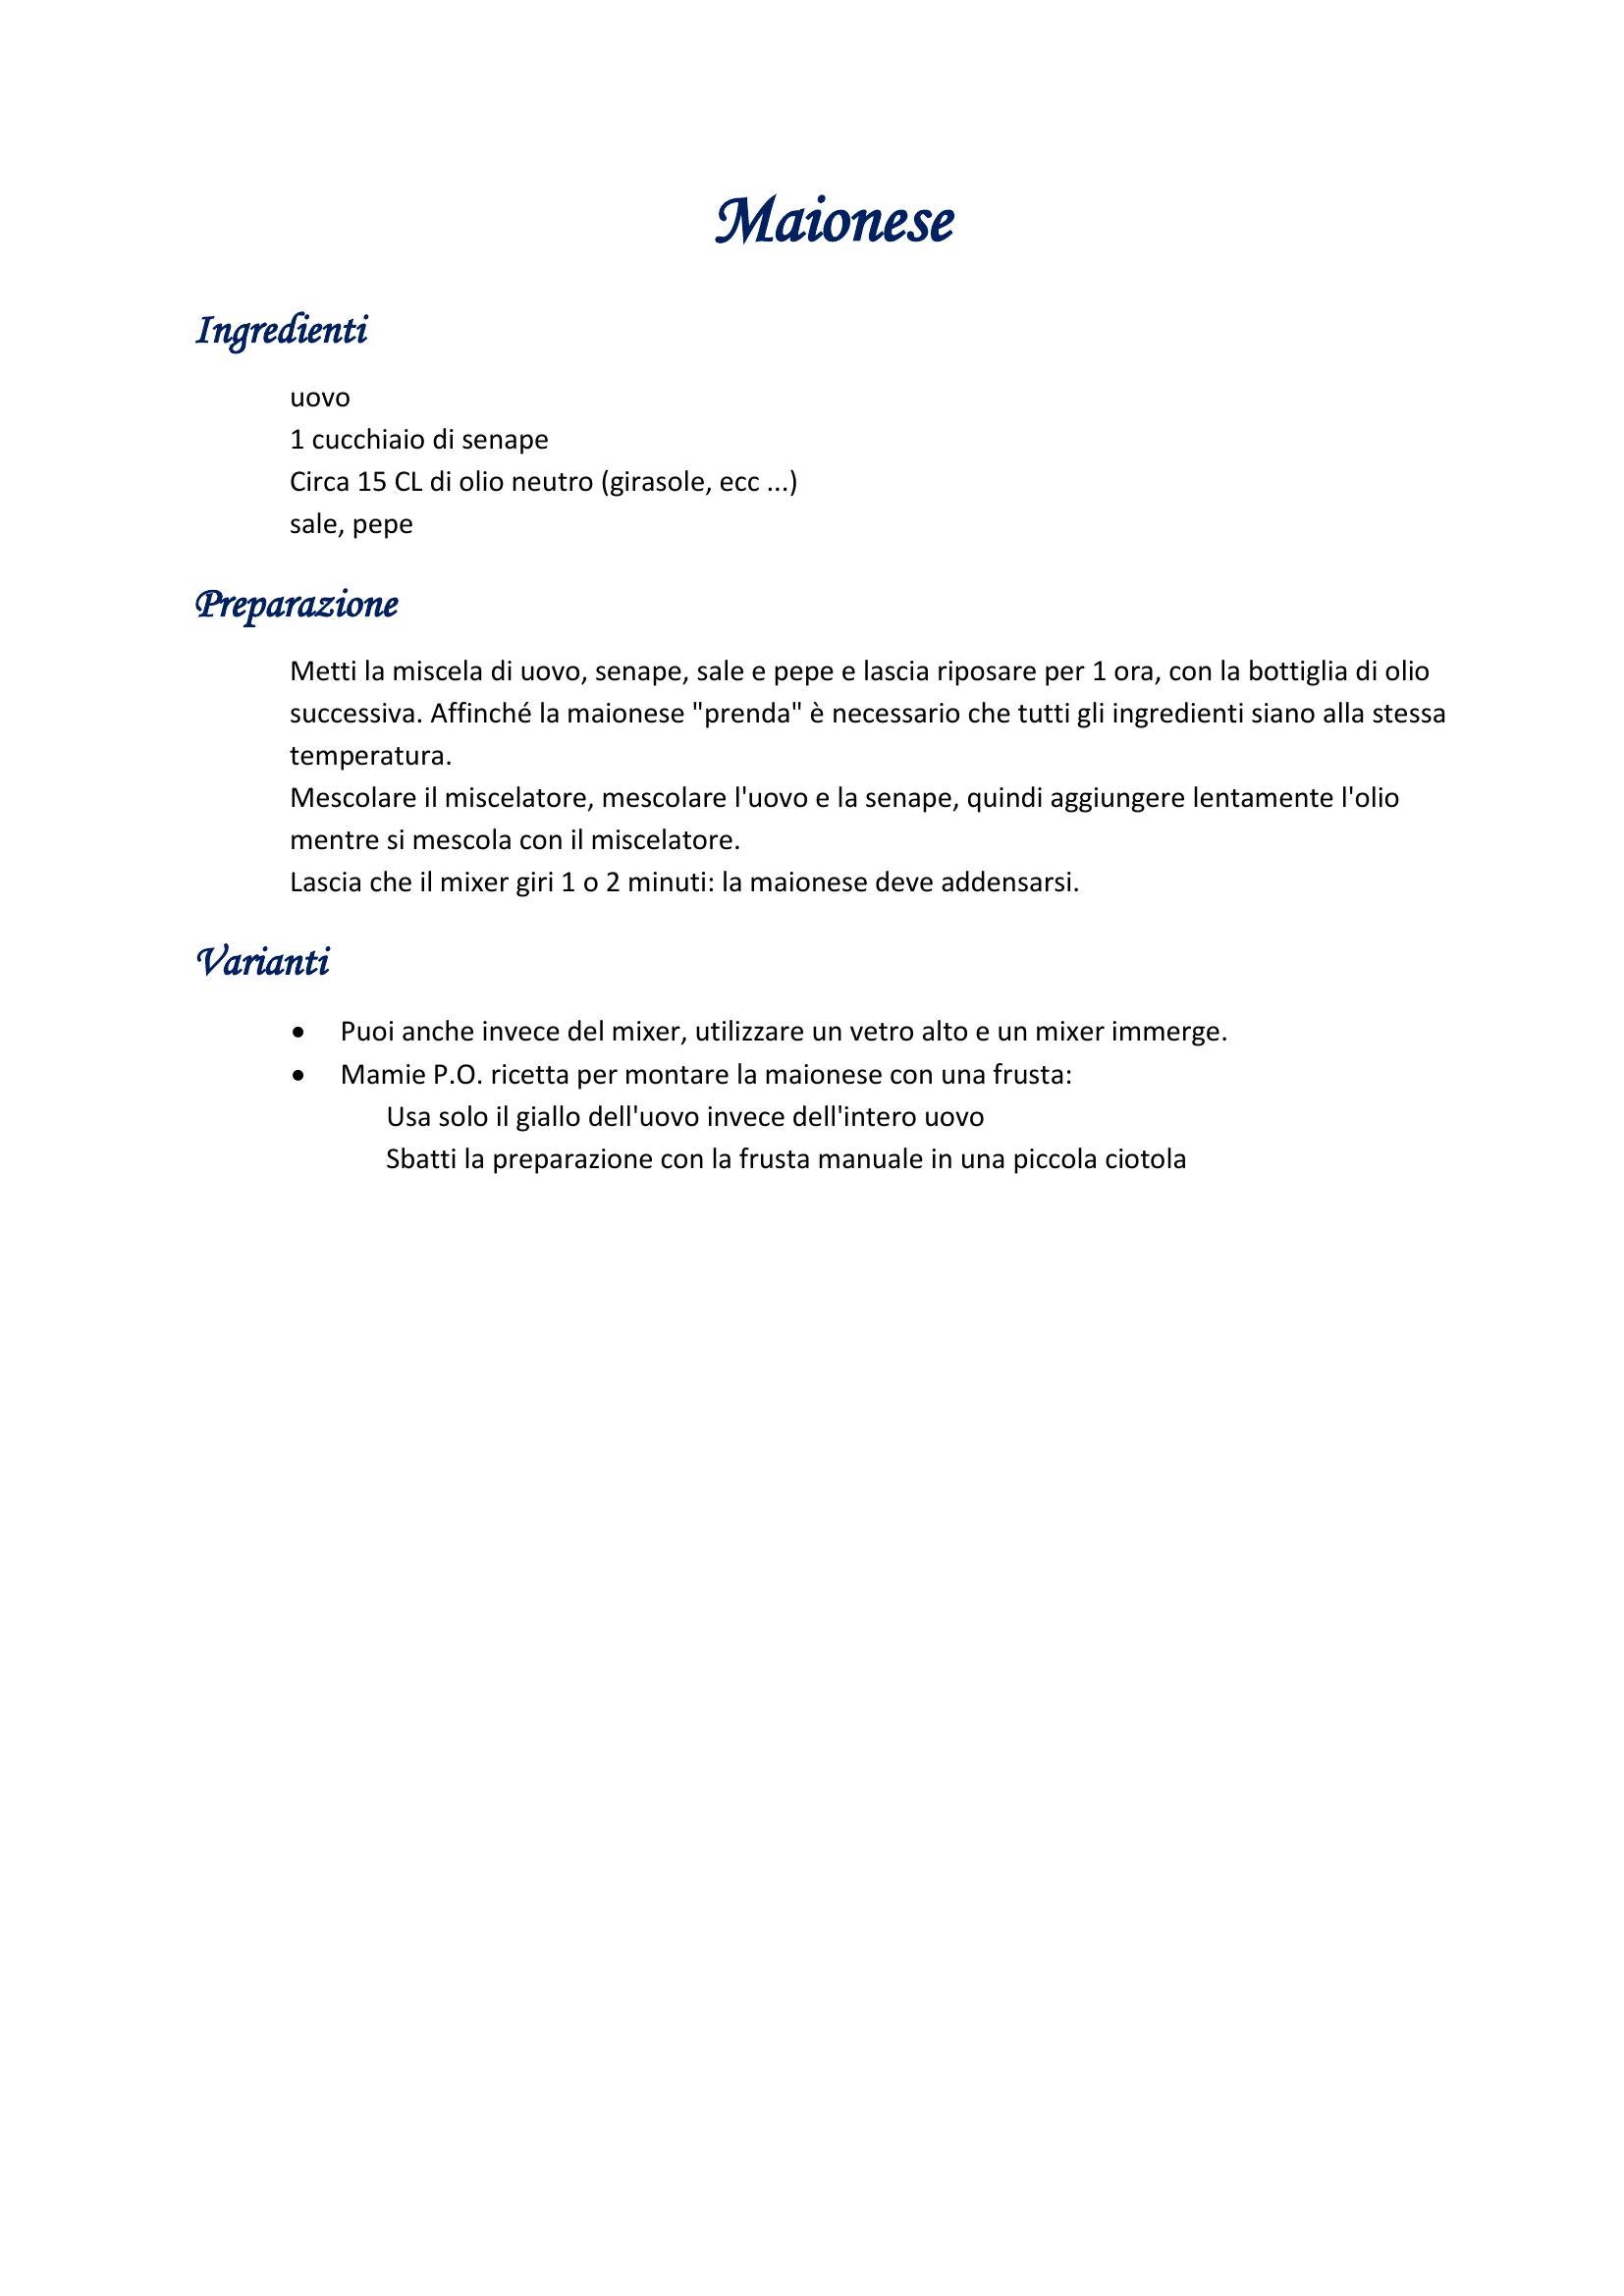 Maionese
Ingredienti
uovo
1 cucchiaio di senape
Circa 15 CL di olio neutro (girasole, ecc ...)
sale, pepe
Preparazione
Metti la miscela di uovo, senape, sale e pepe e lascia riposare per 1 ora, con la bottiglia di olio
successiva. Affinché la maionese "prenda" è necessario che tutti gli ingredienti siano alla stessa
temperatura.
Mescolare il miscelatore, mescolare l'uovo e la senape, quindi aggiungere lentamente l'olio
mentre si mescola con il miscelatore.
Lascia che il mixer giri 1 o 2 minuti: la maionese deve addensarsi.
Varianti
• Puoi anche invece del mixer, utilizzare un vetro alto e un mixer immerge.
• Mamie P.O. ricetta per montare la maionese con una frusta:
Usa solo il giallo dell'uovo invece dell'intero uovo
Sbatti la preparazione con la frusta manuale in una piccola ciotola